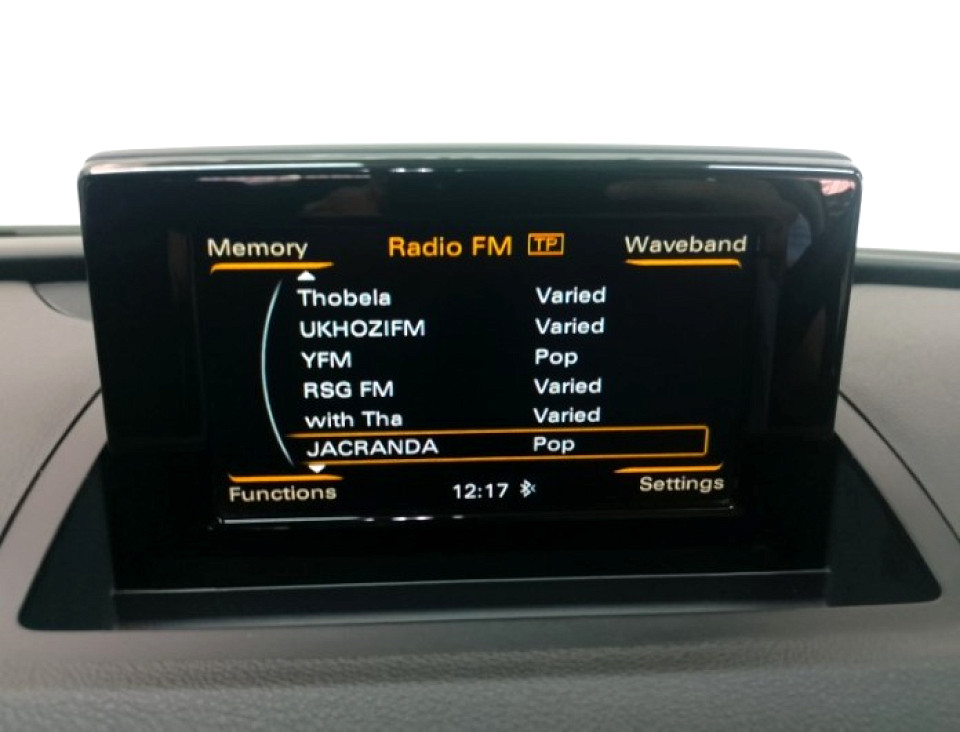 Memory Radio FM TP Waveband
Thobela Varied
UKHOZIFM Varied
YFM Pop
RSG FM Varied
with Tha Varied
JACRANDA Pop
Functions 12:17 Settings